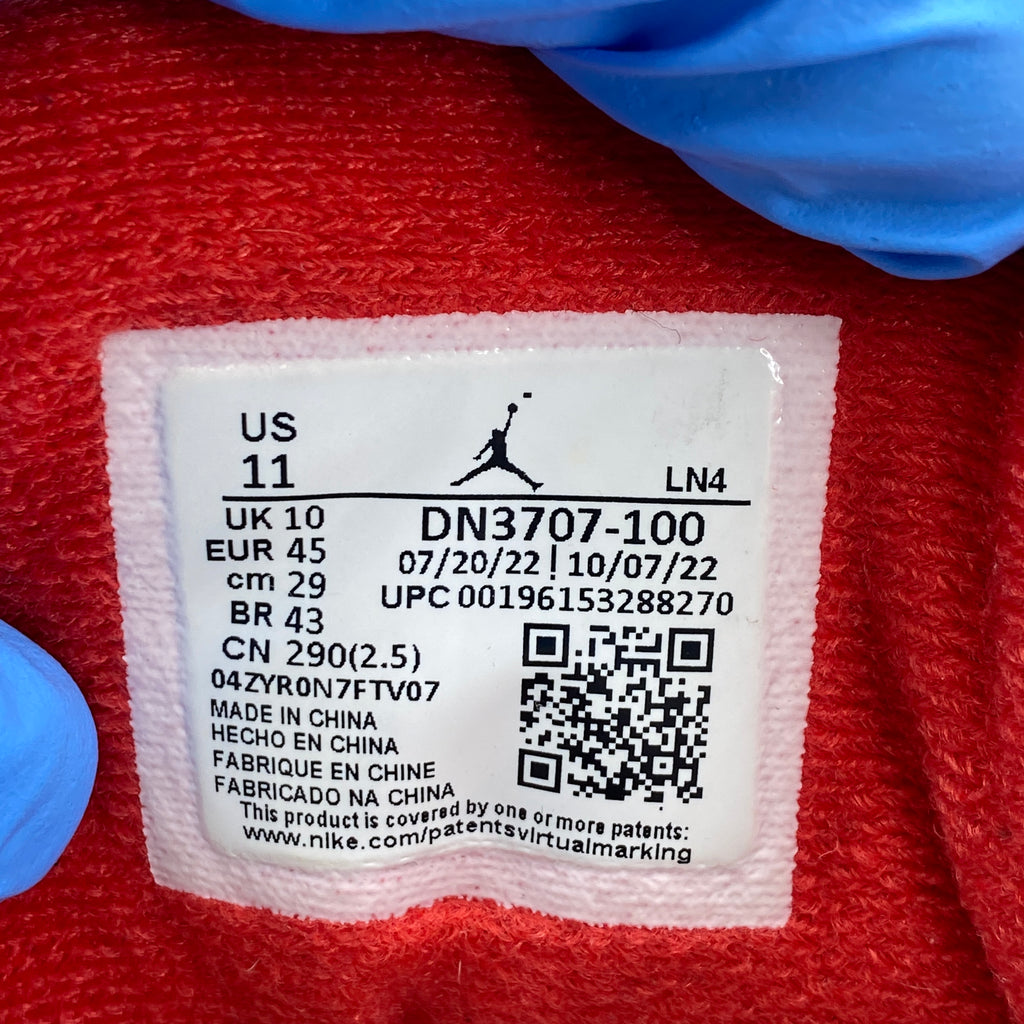 US
11
LN4
UK 10
EUR 45
cm 29
BR 43
CN 290(2.5)
DN3707-100
07/20/22 | 10/07/22
UPC 00196153288270
04ZYR0N7FTV07
MADE IN CHINA
HECHO EN CHINA
FABRIQUE EN CHINE
FABRICADO NA CHINA
This product is covered by one or more patents:
www.nike.com/patentsvirtualmarking